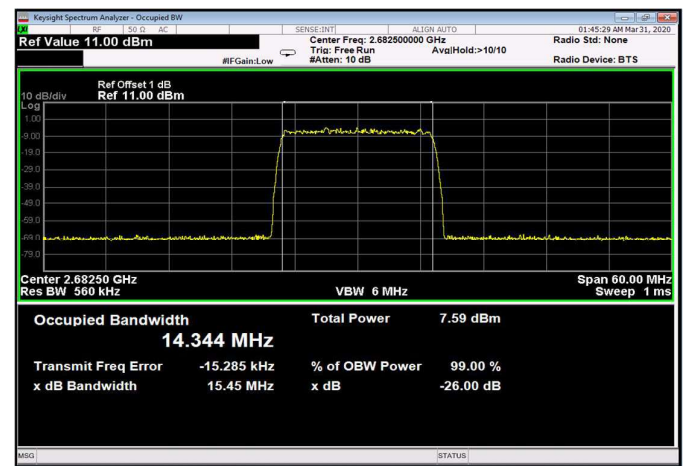 Keysight Spectrum Analyzer - Occupied BW
RF 50 Ω AC SENSE:INT ALIGN AUTO 01:45:29 AM Mar 31, 2020
Ref Value 11.00 dBm Center Freq: 2.682500000 GHz Radio Std: None
Trig: Free Run Avg|Hold:>10/10
#IFGain:Low #Atten: 10 dB Radio Device: BTS
Ref Offset 1 dB
10 dB/div Ref 11.00 dBm
Log
1.00
-9.00
-19.0
-29.0
-39.0
-49.0
-59.0
-69.0
-79.0
Center 2.68250 GHz Span 60.00 MHz
Res BW 560 kHz VBW 6 MHz Sweep 1 ms
Occupied Bandwidth Total Power 7.59 dBm
14.344 MHz
Transmit Freq Error -15.285 kHz % of OBW Power 99.00 %
x dB Bandwidth 15.45 MHz x dB -26.00 dB
MSG STATUS